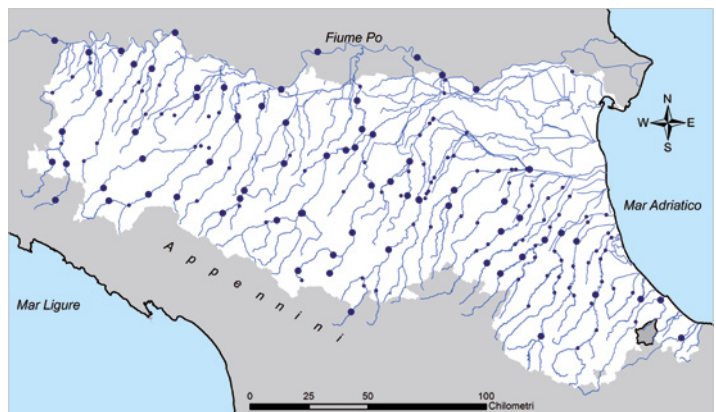 Fiume Po
N
W E
S
Mar Adriatico
Appennini
Mar Ligure
0 25 50 100
Chilometri